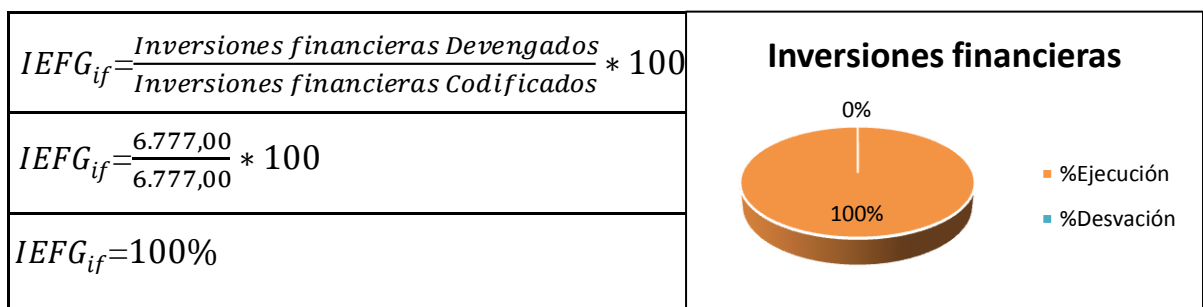 IEFG_if=Inversiones financieras Devengados/Inversiones financieras Codificados * 100
IEFG_if=6.777,00/6.777,00 * 100
IEFG_if=100%
Inversiones financieras
0%
100%
%Ejecución
%Desvación